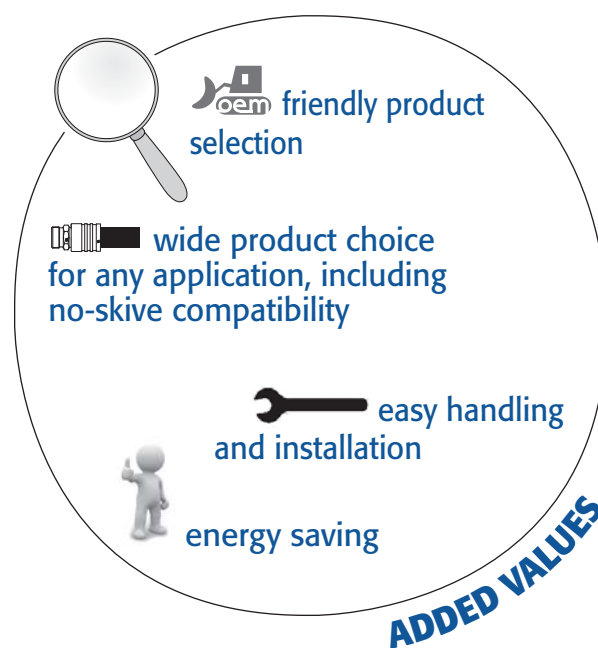 oem friendly product
selection
wide product choice
for any application, including
no-skive compatibility
easy handling
and installation
energy saving
ADDED VALUES